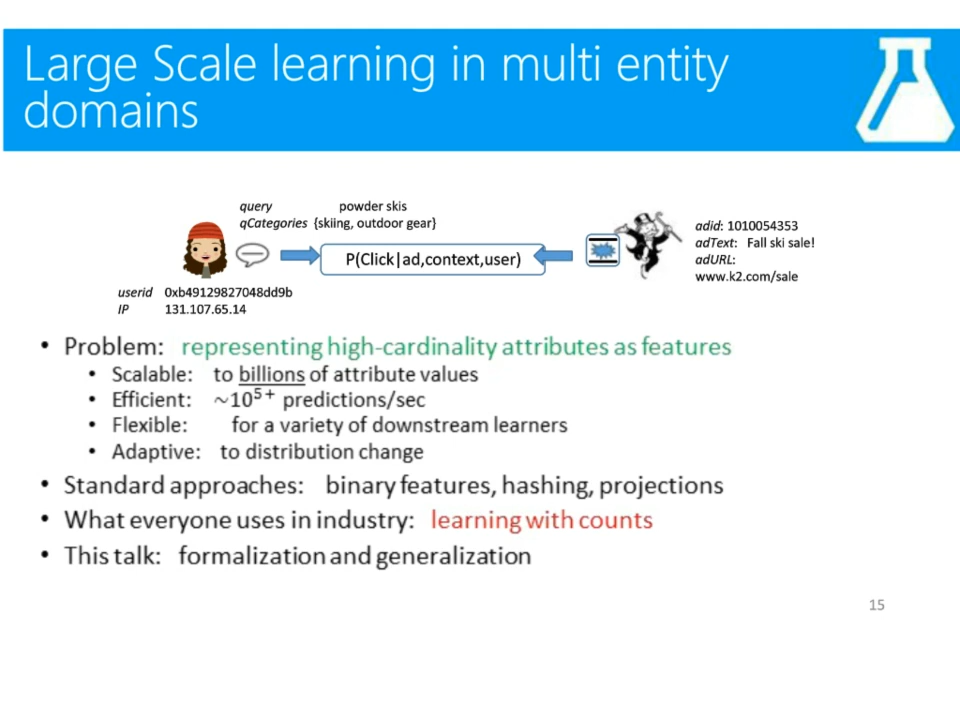 Large Scale learning in multi entity
domains
query powder skis
qCategories {skiing, outdoor gear}
P(Click|ad,context,user)
adid: 1010054353
adText: Fall ski sale!
adURL:
www.k2.com/sale
userid 0xb49129827048dd9b
IP 131.107.65.14
• Problem: representing high-cardinality attributes as features
• Scalable: to billions of attribute values
• Efficient: ~10⁵⁺ predictions/sec
• Flexible: for a variety of downstream learners
• Adaptive: to distribution change
• Standard approaches: binary features, hashing, projections
• What everyone uses in industry: learning with counts
• This talk: formalization and generalization
15